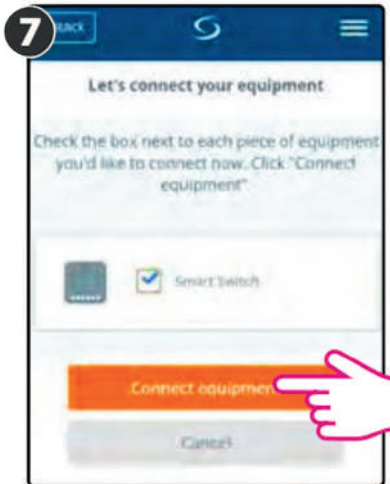 7
Back
Let's connect your equipment
Check the box next to each piece of equipment
you'd like to connect now. Click "Connect
equipment"
Smart Switch
Connect equipment
Cancel